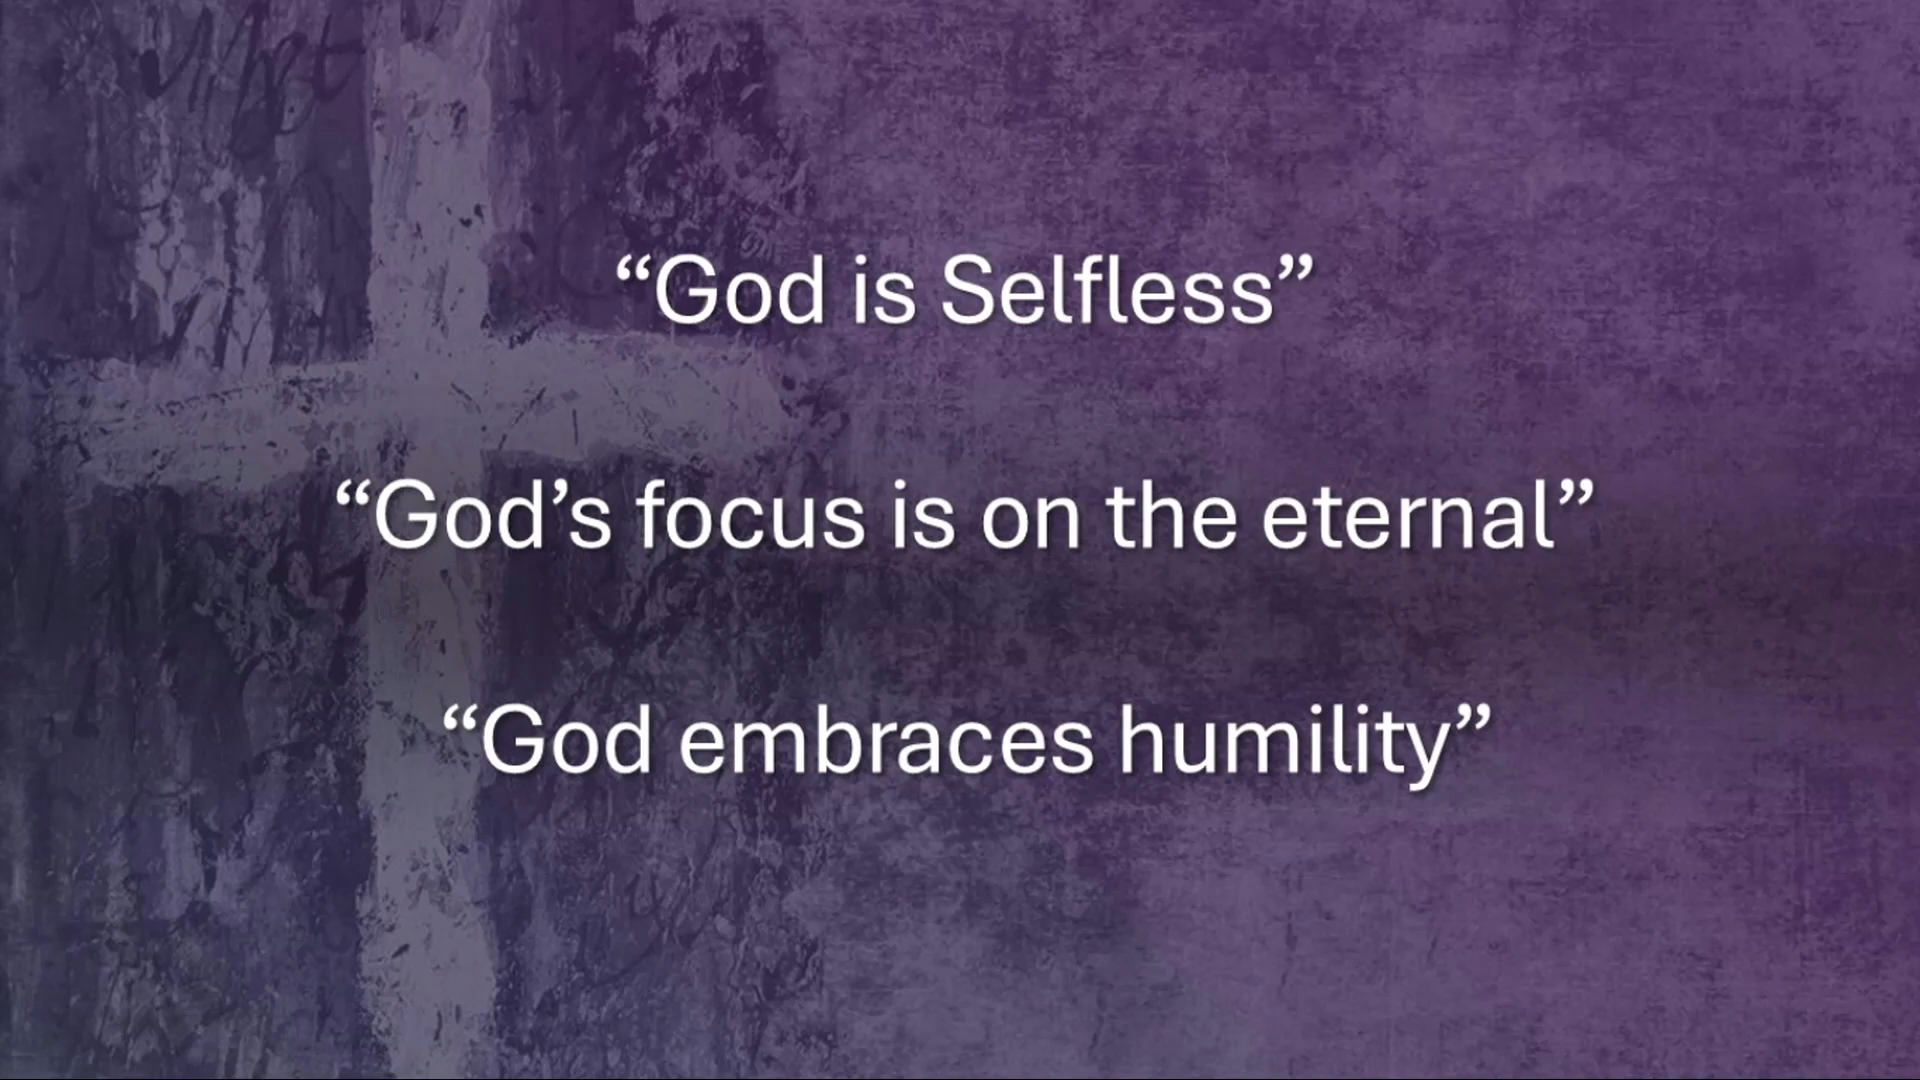 “God is Selfless”
“God’s focus is on the eternal”
“God embraces humility”